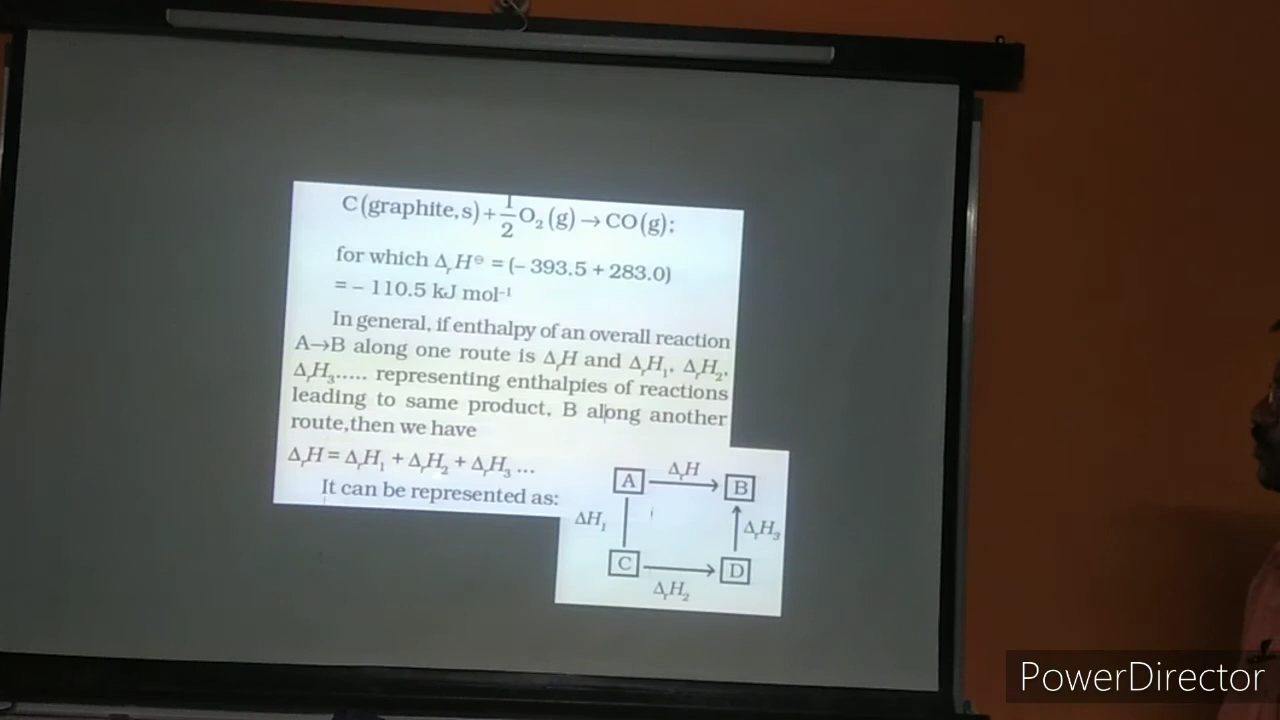 C(graphite,s)+1/2O₂(g)→CO(g);
for which ΔᵣH⊖ = (– 393.5 + 283.0)
= – 110.5 kJ mol⁻¹
In general, if enthalpy of an overall reaction
A→B along one route is ΔᵣH and ΔᵣH₁, ΔᵣH₂,
ΔᵣH₃..... representing enthalpies of reactions
leading to same product, B along another
route,then we have
ΔᵣH = ΔᵣH₁ + ΔᵣH₂ + ΔᵣH₃ ...
It can be represented as:
ΔᵣH
A B
ΔH₁ ΔᵣH₃
C D
ΔᵣH₂
PowerDirector